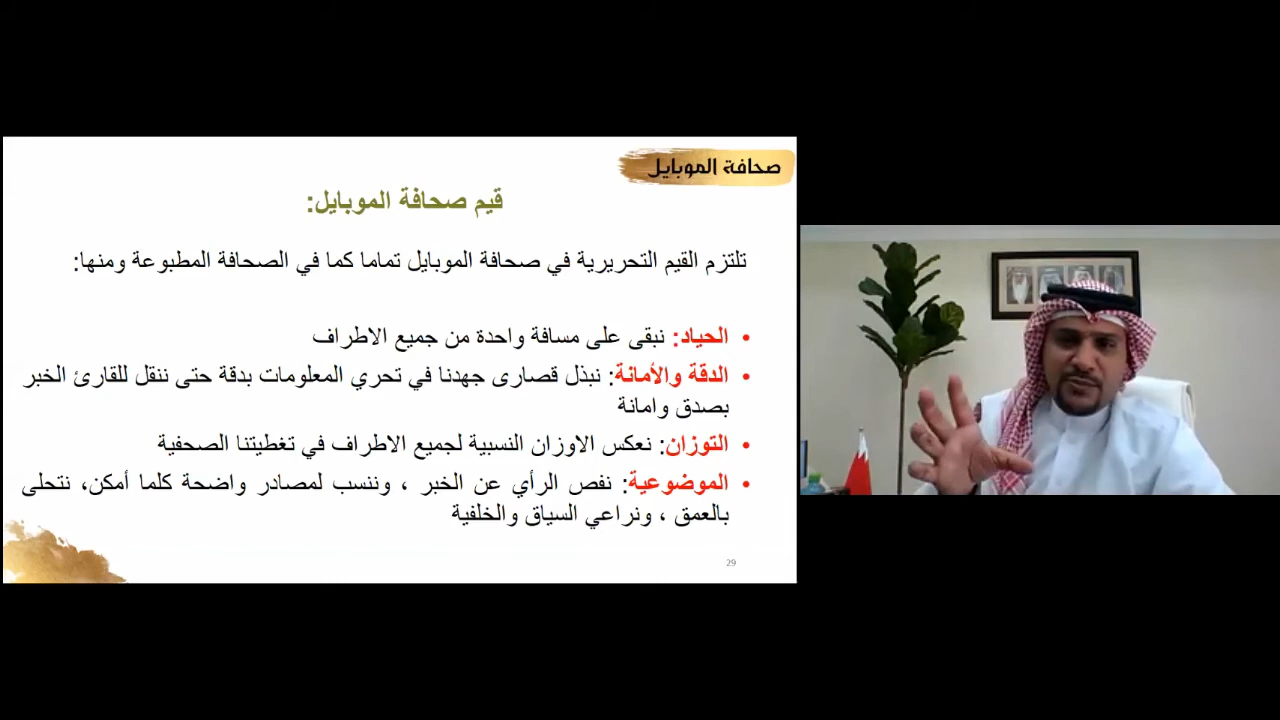 صحافة الموبايل
قيم صحافة الموبايل:
تلتزم القيم التحريرية في صحافة الموبايل تماما كما في الصحافة المطبوعة ومنها:
• الحياد: نبقى على مسافة واحدة من جميع الاطراف
• الدقة والأمانة: نبذل قصارى جهدنا في تحري المعلومات بدقة حتى ننقل للقارئ الخبر
بصدق وامانة
• التوزان: نعكس الاوزان النسبية لجميع الاطراف في تغطيتنا الصحفية
• الموضوعية: نفص الرأي عن الخبر ، وننسب لمصادر واضحة كلما أمكن، نتحلى
بالعمق ، ونراعي السياق والخلفية
29